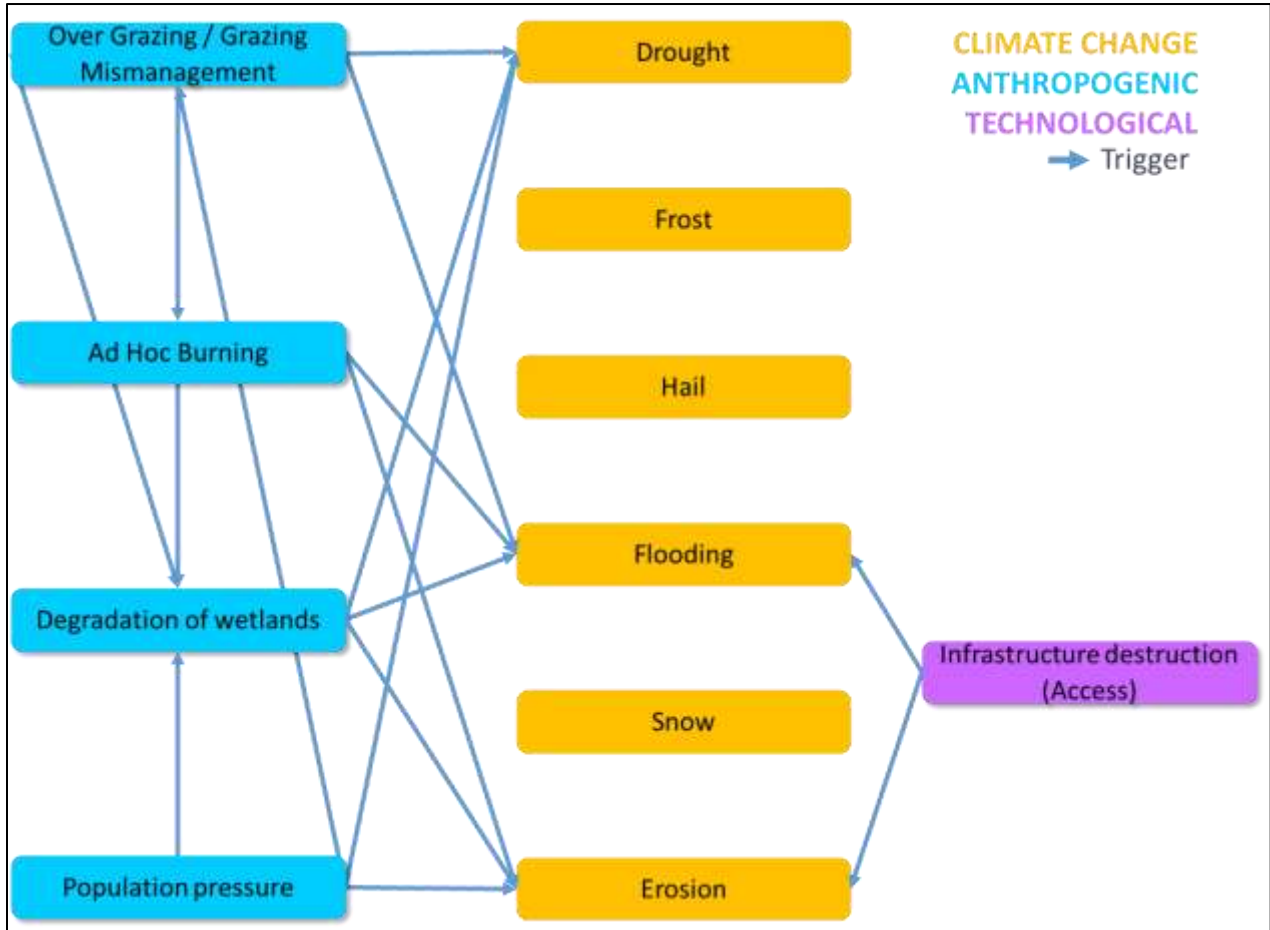 Over Grazing / Grazing
Mismanagement
Drought
CLIMATE CHANGE
ANTHROPOGENIC
TECHNOLOGICAL
Trigger
Frost
Ad Hoc Burning
Hail
Flooding
Degradation of wetlands
Infrastructure destruction
(Access)
Snow
Population pressure
Erosion